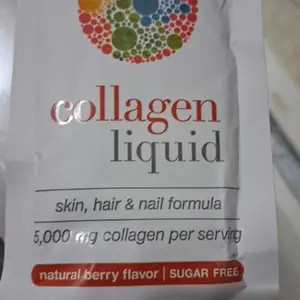 collagen
liquid
skin, hair & nail formula
5,000 mg collagen per serving
natural berry flavor | SUGAR FREE